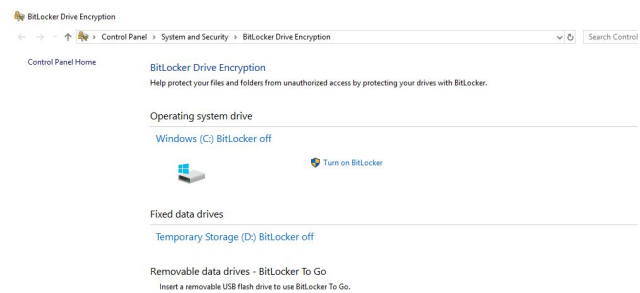 BitLocker Drive Encryption
Control Panel > System and Security > BitLocker Drive Encryption
Search Control
Control Panel Home
BitLocker Drive Encryption
Help protect your files and folders from unauthorized access by protecting your drives with BitLocker.
Operating system drive
Windows (C:) BitLocker off
Turn on BitLocker
Fixed data drives
Temporary Storage (D:) BitLocker off
Removable data drives - BitLocker To Go
Insert a removable USB flash drive to use BitLocker To Go.